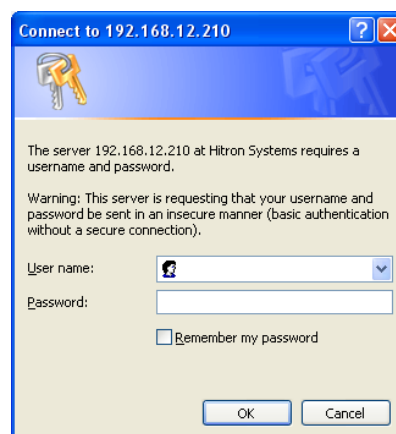 Connect to 192.168.12.210
The server 192.168.12.210 at Hitron Systems requires a
username and password.
Warning: This server is requesting that your username and
password be sent in an insecure manner (basic authentication
without a secure connection).
User name:
Password:
Remember my password
OK
Cancel